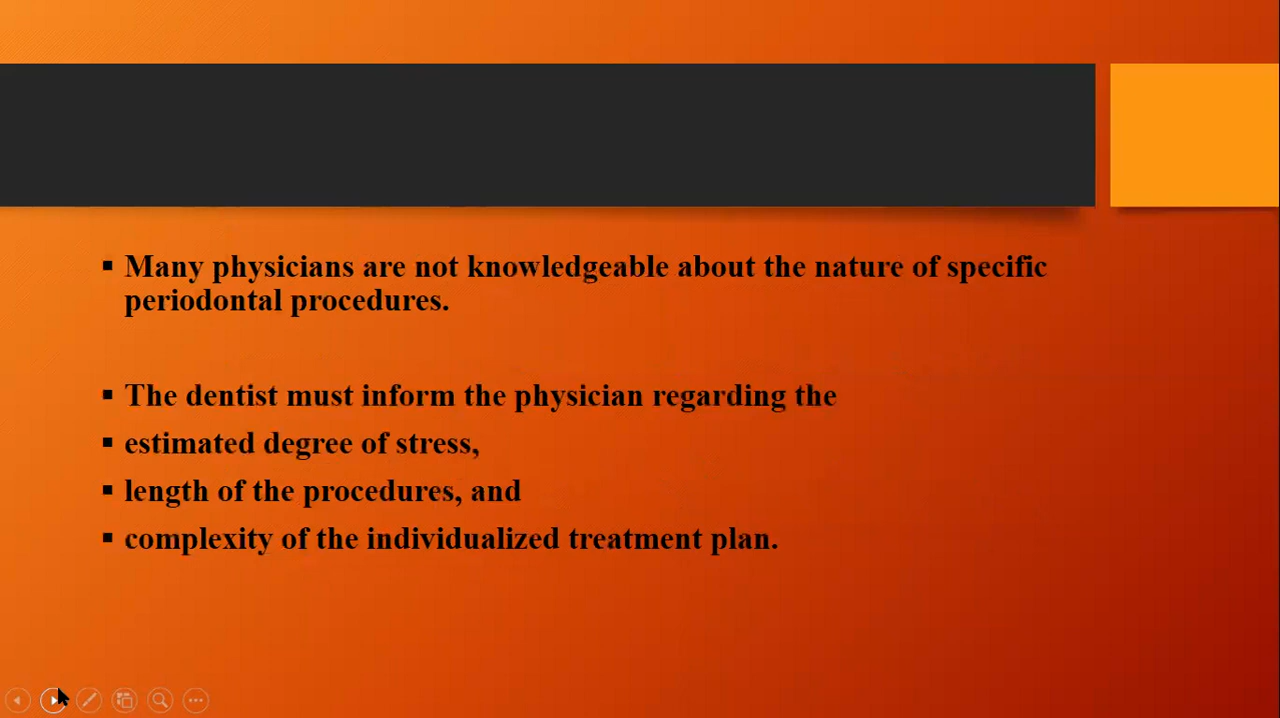 ▪ Many physicians are not knowledgeable about the nature of specific
periodontal procedures.
▪ The dentist must inform the physician regarding the
▪ estimated degree of stress,
▪ length of the procedures, and
▪ complexity of the individualized treatment plan.